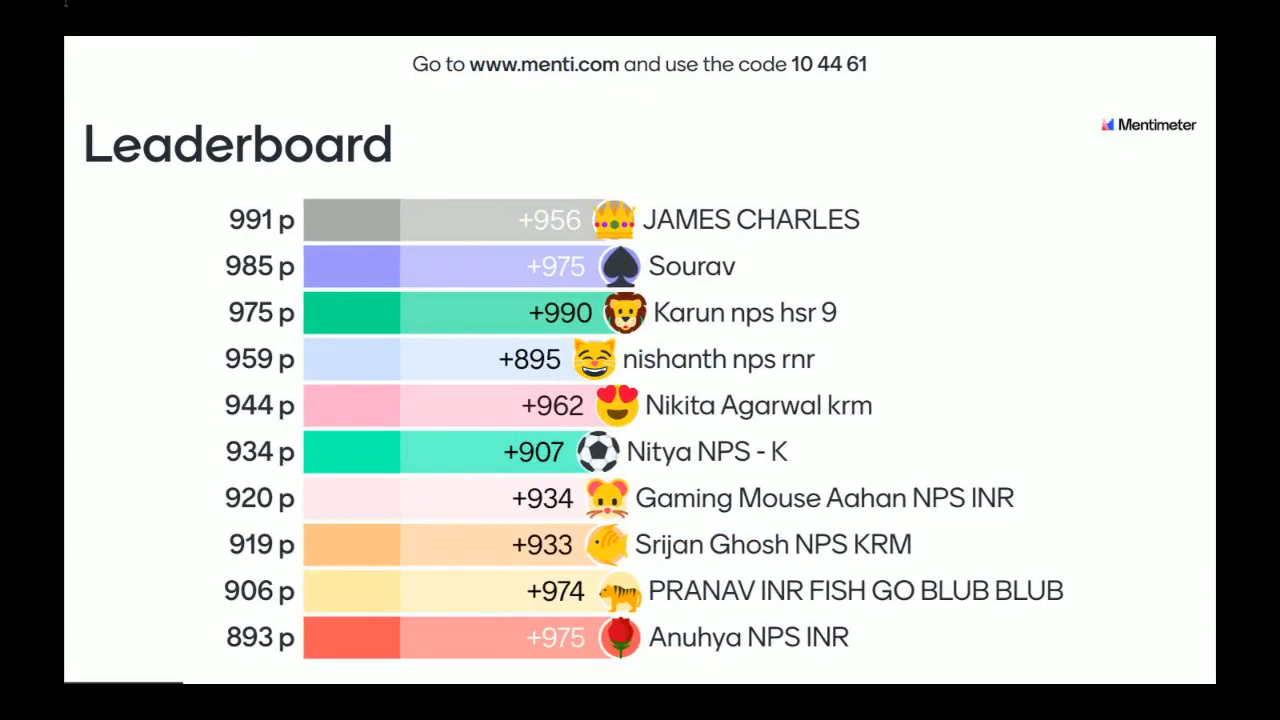 Go to www.menti.com and use the code 10 44 61
Mentimeter
Leaderboard
991 p +956 JAMES CHARLES
985 p +975 Sourav
975 p +990 Karun nps hsr 9
959 p +895 nishanth nps rnr
944 p +962 Nikita Agarwal krm
934 p +907 Nitya NPS - K
920 p +934 Gaming Mouse Aahan NPS INR
919 p +933 Srijan Ghosh NPS KRM
906 p +974 PRANAV INR FISH GO BLUB BLUB
893 p +975 Anuhya NPS INR